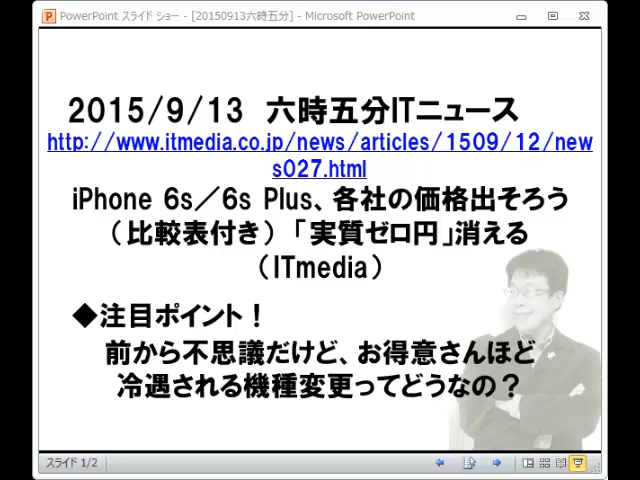 PowerPoint スライド ショー - [20150913六時五分] - Microsoft PowerPoint
2015/9/13　六時五分ITニュース
http://www.itmedia.co.jp/news/articles/1509/12/new
s027.html
iPhone 6s／6s Plus、各社の価格出そろう
（比較表付き）「実質ゼロ円」消える
（ITmedia）
◆注目ポイント！
前から不思議だけど、お得意さんほど
冷遇される機種変更ってどうなの？
スライド 1/2